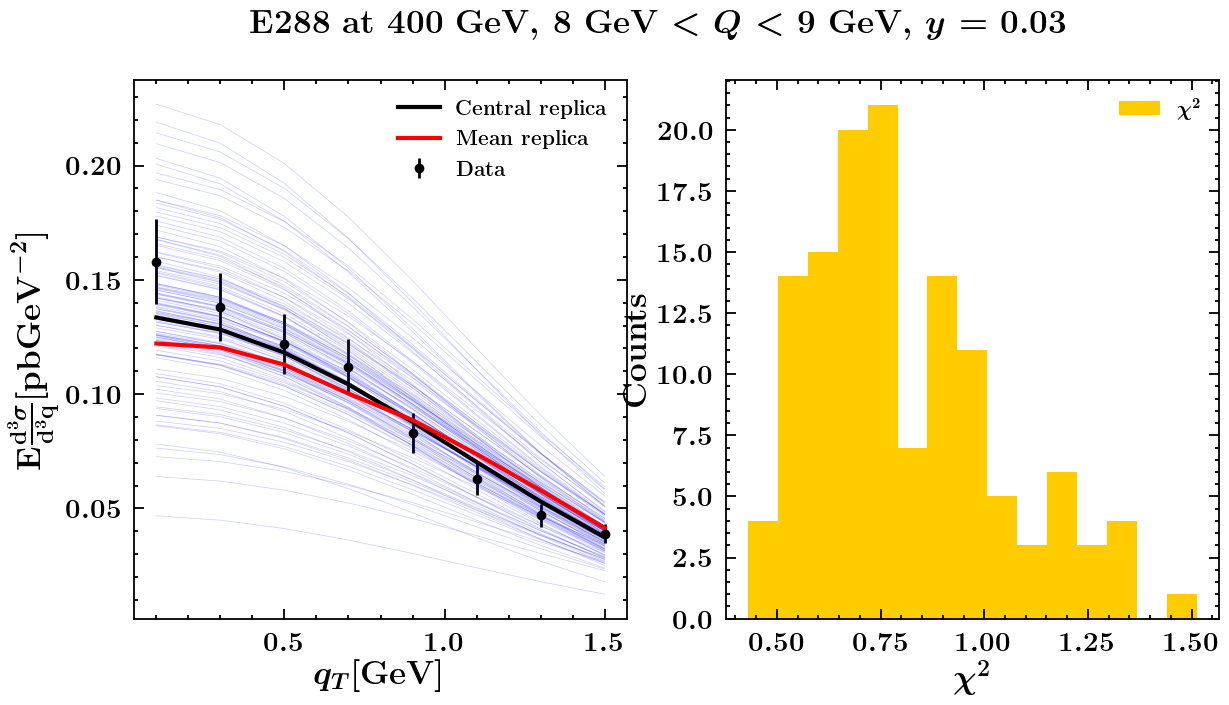 E288 at 400 GeV, 8 GeV < Q < 9 GeV, y = 0.03
Central replica
Mean replica
Data
0.20
0.15
0.10
0.05
E d³σ/d³q [pbGeV⁻²]
0.5
1.0
1.5
q_T[GeV]
χ²
20.0
17.5
15.0
12.5
10.0
7.5
5.0
2.5
0.0
Counts
0.50
0.75
1.00
1.25
1.50
χ²